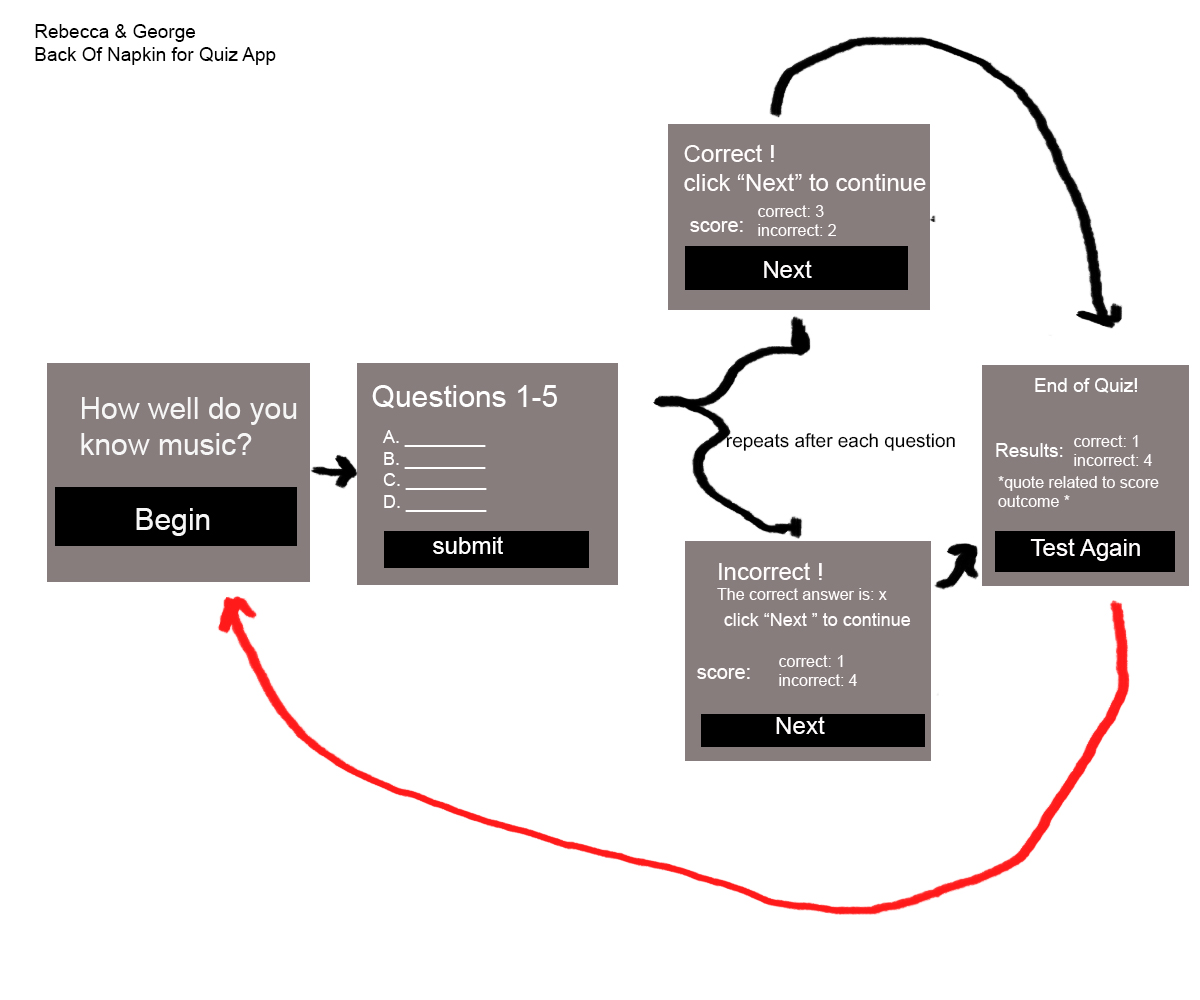 Rebecca & George
Back Of Napkin for Quiz App
How well do you
know music?
Begin
Questions 1-5
A. ________
B. ________
C. ________
D. ________
submit
Correct !
click “Next” to continue
score:
correct: 3
incorrect: 2
Next
repeats after each question
Incorrect !
The correct answer is: x
click “Next ” to continue
score:
correct: 1
incorrect: 4
Next
End of Quiz!
Results:
correct: 1
incorrect: 4
*quote related to score
outcome *
Test Again